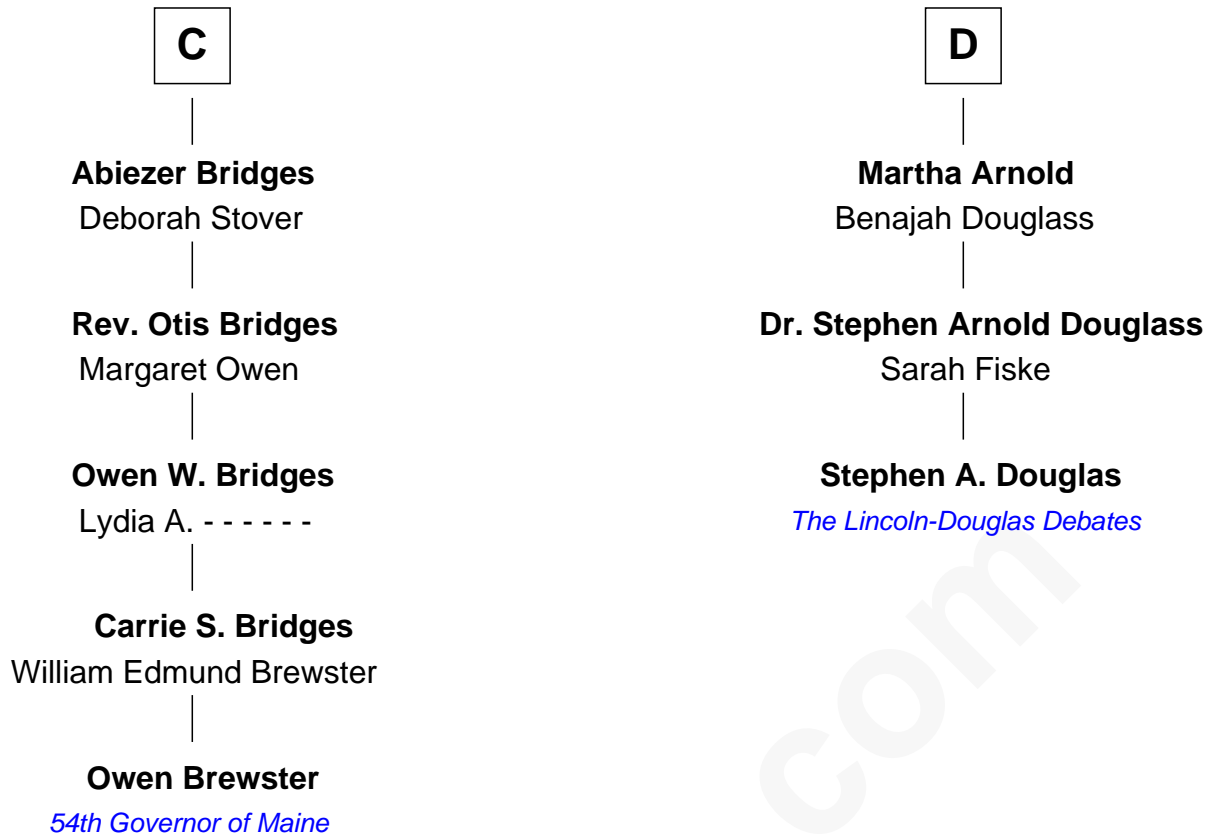 C
Abiezer Bridges
Deborah Stover
Rev. Otis Bridges
Margaret Owen
Owen W. Bridges
Lydia A. - - - - - -
Carrie S. Bridges
William Edmund Brewster
Owen Brewster
54th Governor of Maine
D
Martha Arnold
Benajah Douglass
Dr. Stephen Arnold Douglass
Sarah Fiske
Stephen A. Douglas
The Lincoln-Douglas Debates
com